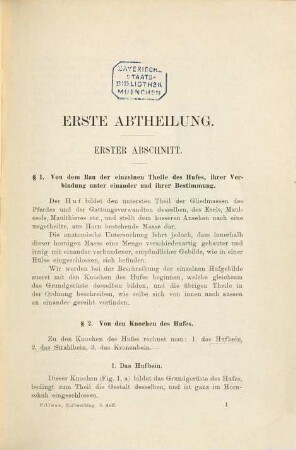 BAYERISCHE
STAATS-
BIBLIOTHEK
MUENCHEN
ERSTE ABTHEILUNG.
ERSTER ABSCHNITT.
§ 1. Von dem Bau der einzelnen Theile des Hufes, ihrer Ver-
bindung unter einander und ihrer Bestimmung.
Der Huf bildet den untersten Theil der Gliedmassen des
Pferdes und der Gattungsverwandten desselben, des Esels, Maul-
esels, Maulthieres etc., und stellt dem äusseren Ansehen nach eine
ungetheilte, aus Horn bestehende Masse dar.
Die anatomische Untersuchung lehrt jedoch, dass innerhalb
dieser hornigen Masse eine Menge verschiedenartig gebauter und
innig mit einander verbundener, empfindlicher Gebilde, wie in einer
Hülse eingeschlossen, sich befindet.
Wir werden bei der Beschreibung der einzelnen Hufgebilde
zuerst mit den Knochen des Hufes beginnen, welche gleichsam
das Grundgerüste desselben bilden, und die übrigen Theile in
der Ordnung beschreiben, wie selbe sich von innen nach aussen
an einander gereiht vorfinden.
§ 2. Von den Knochen des Hufes.
Zu den Knochen des Hufes rechnet man: 1. das Hufbein,
2. das Strahlbein, 3. das Kronenbein.
1. Das Hufbein.
Dieser Knochen (Fig. 1, a) bildet das Grundgerüste des Hufes,
bedingt zum Theil die Gestalt desselben, und ist ganz im Horn-
schuh eingeschlossen.
Hufbeschlag. 8. Aufl. 1